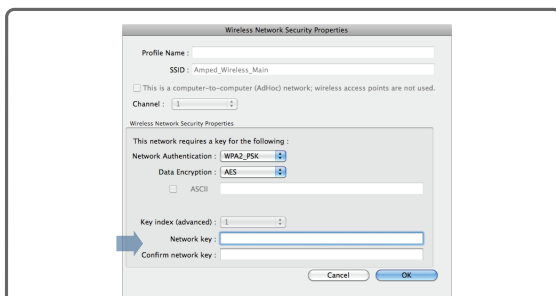 Wireless Network Security Properties
Profile Name :
SSID : Amped_Wireless_Main
This is a computer-to-computer (AdHoc) network; wireless access points are not used.
Channel : 1
Wireless Network Security Properties
This network requires a key for the following :
Network Authentication : WPA2_PSK
Data Encryption : AES
ASCII
Key index (advanced) : 1
Network key :
Confirm network key :
Cancel OK